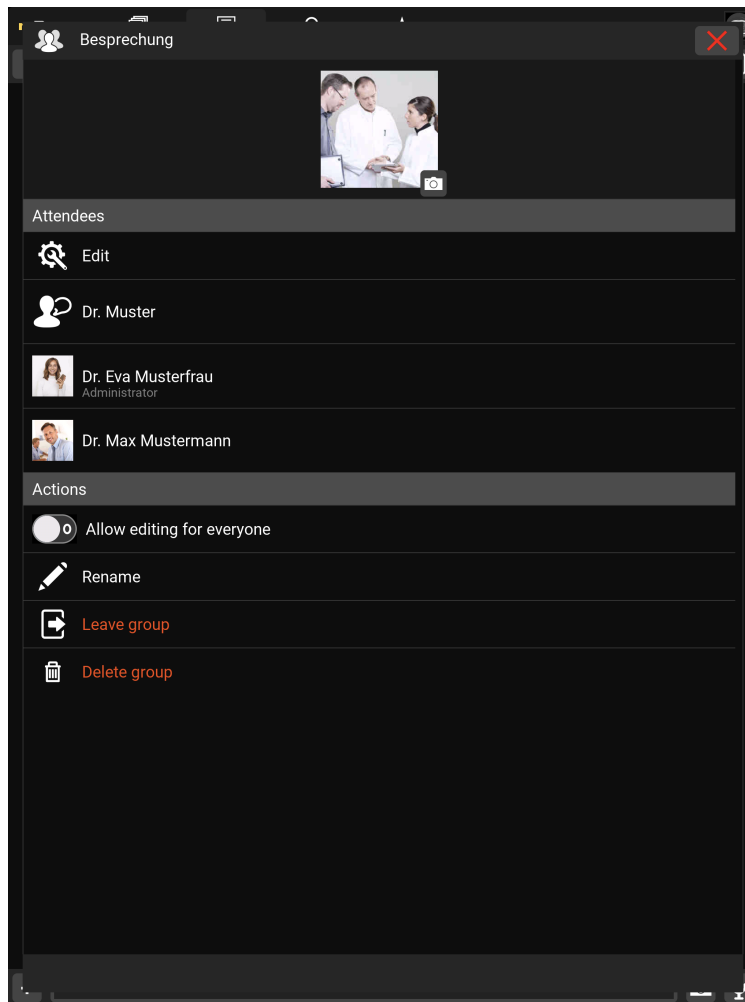 Besprechung
Attendees
Edit
Dr. Muster
Dr. Eva Musterfrau
Administrator
Dr. Max Mustermann
Actions
Allow editing for everyone
Rename
Leave group
Delete group